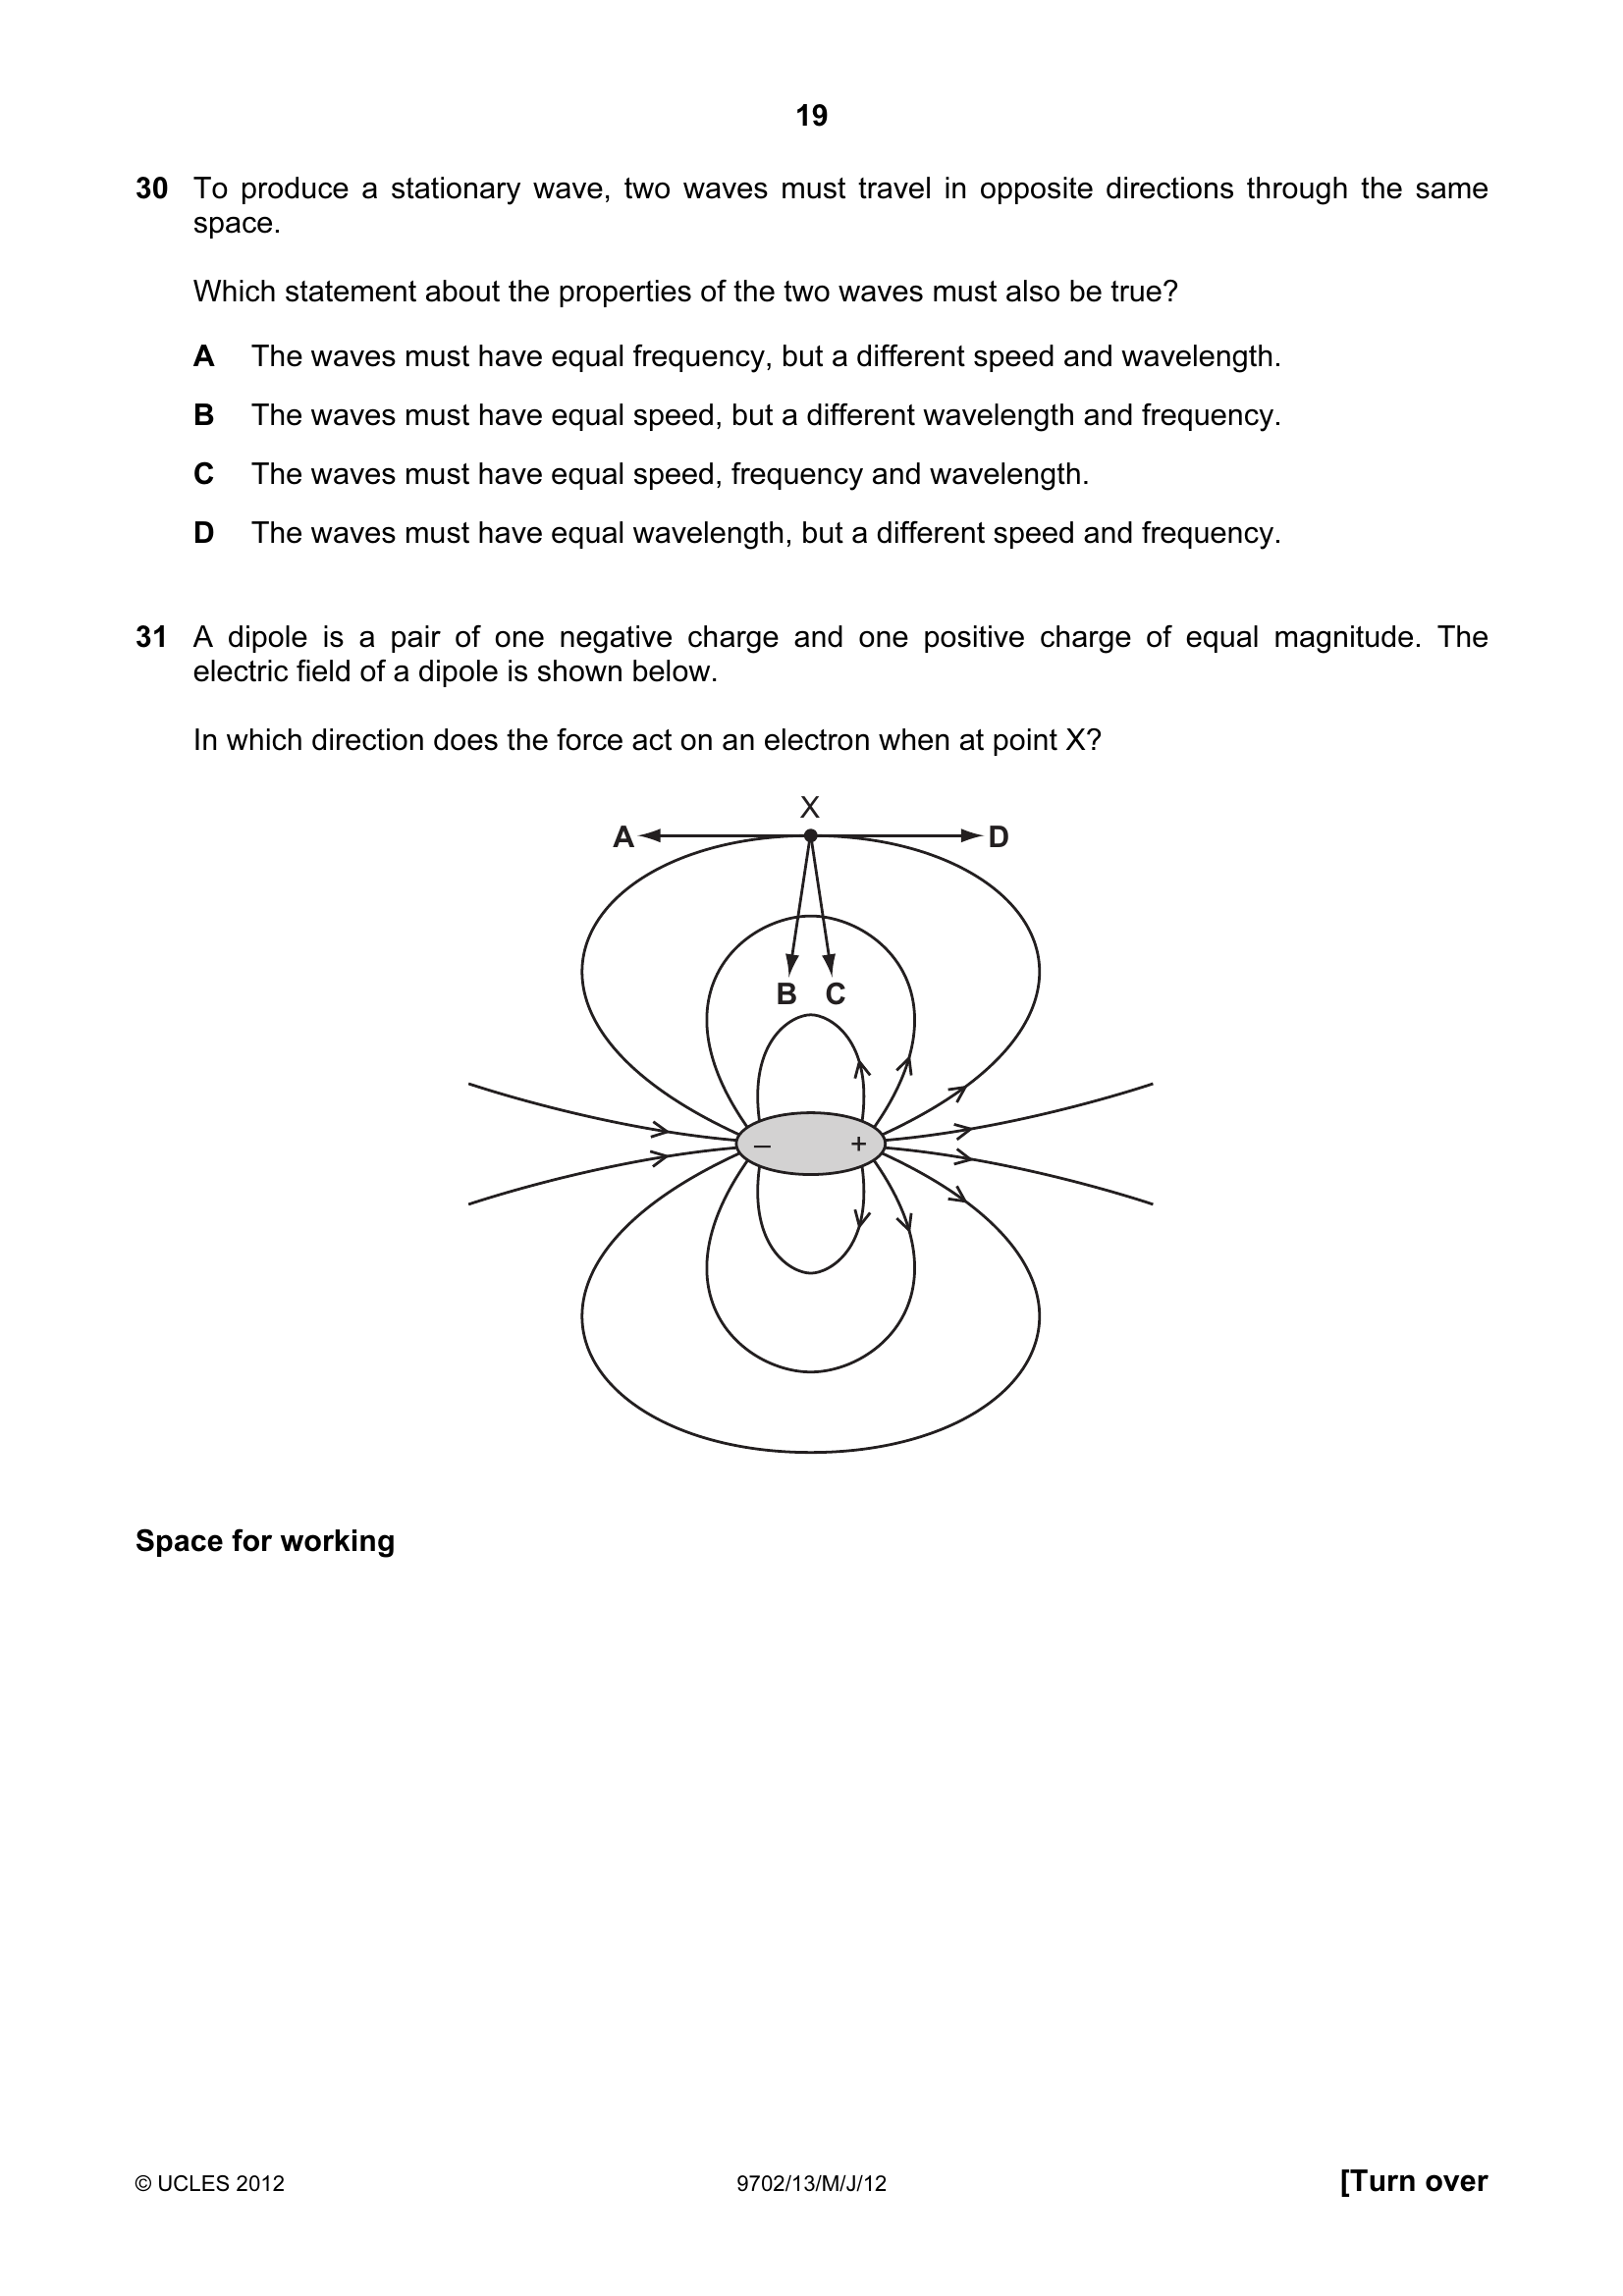 19
30 To produce a stationary wave, two waves must travel in opposite directions through the same
space.
Which statement about the properties of the two waves must also be true?
A The waves must have equal frequency, but a different speed and wavelength.
B The waves must have equal speed, but a different wavelength and frequency.
C The waves must have equal speed, frequency and wavelength.
D The waves must have equal wavelength, but a different speed and frequency.
31 A dipole is a pair of one negative charge and one positive charge of equal magnitude. The
electric field of a dipole is shown below.
In which direction does the force act on an electron when at point X?
X
A D
B C
– +
Space for working
© UCLES 2012 9702/13/M/J/12 [Turn over